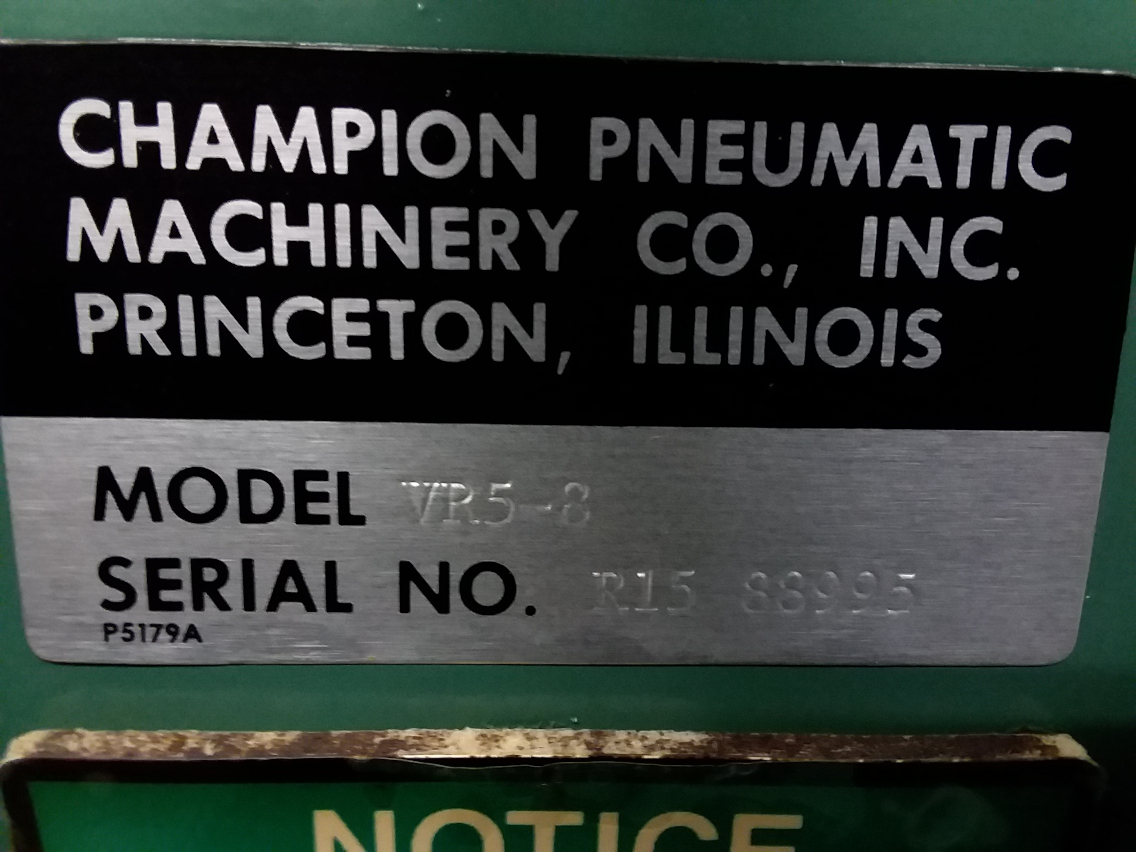 CHAMPION PNEUMATIC
MACHINERY CO., INC.
PRINCETON, ILLINOIS
MODEL VR5-8
SERIAL NO. R15 88995
P5179A
NOTICE